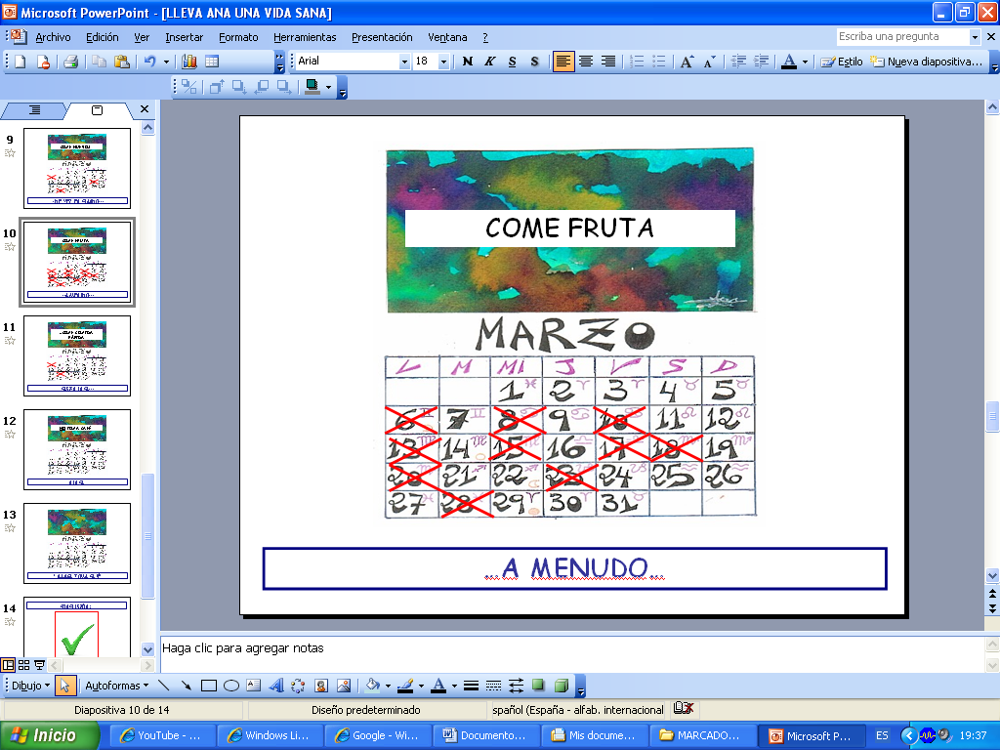 Microsoft PowerPoint - [LLEVA ANA UNA VIDA SANA]
Archivo Edición Ver Insertar Formato Herramientas Presentación Ventana ?
Escriba una pregunta
Arial 18 N K S S Estilo Nueva diapositiva...
9
10
COME FRUTA
11
12
13
14
COME FRUTA
MARZO
L M MI J V S D
1 2 3 4 5
6 7 8 9 10 11 12
13 14 15 16 17 18 19
20 21 22 23 24 25 26
27 28 29 30 31
...A MENUDO...
Haga clic para agregar notas
Dibujo Autoformas
Diapositiva 10 de 14 Diseño predeterminado spañol (España - alfab. internacional
Inicio YouTube - ... Windows Li... Google - Wi... Documento... Mis docume... MARCADO... Microsoft P... ES 19:37